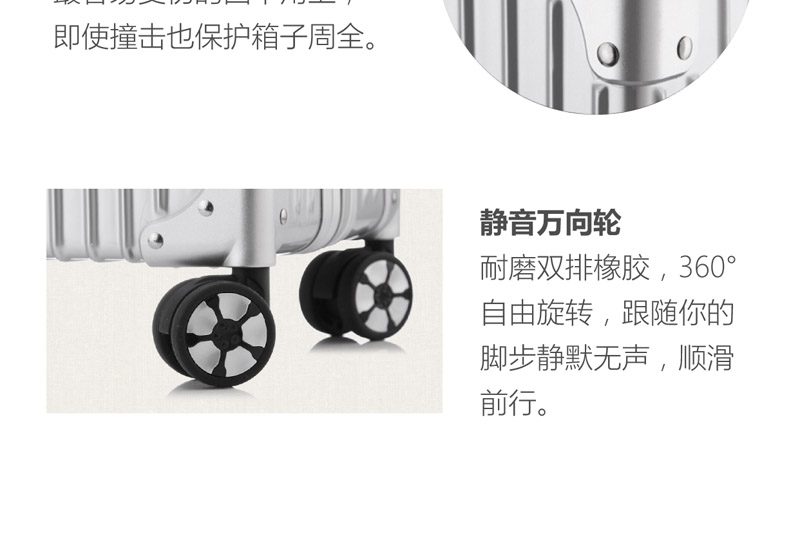 即使撞击也保护箱子周全。
静音万向轮
耐磨双排橡胶，360°
自由旋转，跟随你的
脚步静默无声，顺滑
前行。